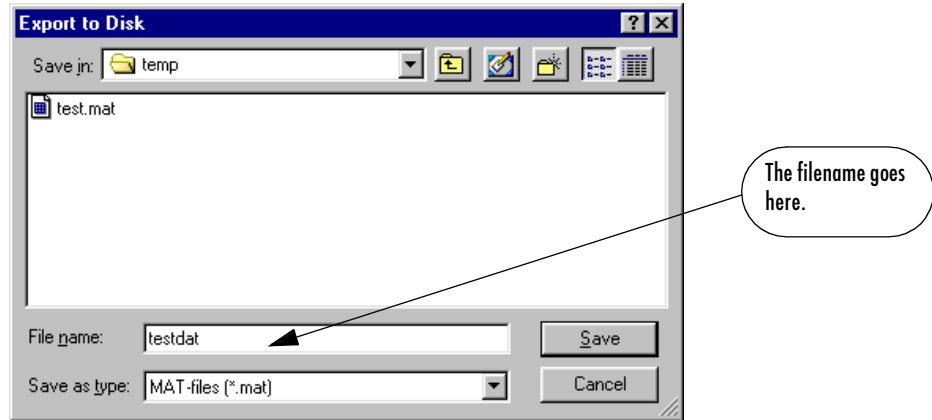 Export to Disk
Save in: temp
test.mat
The filename goes
here.
File name: testdat
Save
Save as type: MAT-files (*.mat)
Cancel